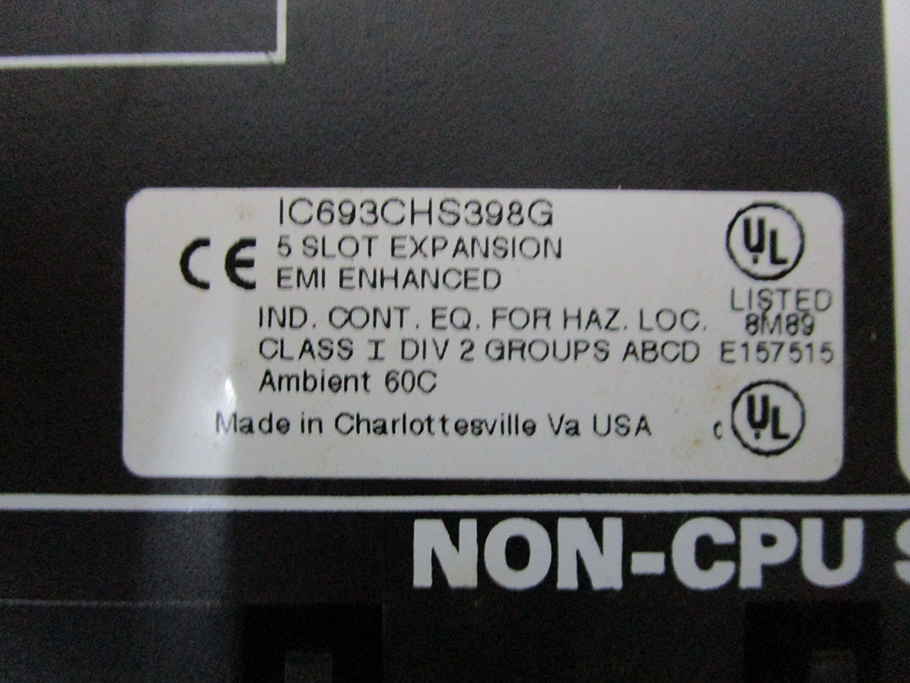 IC693CHS398G
CE 5 SLOT EXPANSION
EMI ENHANCED
IND. CONT. EQ. FOR HAZ. LOC.
CLASS I DIV 2 GROUPS ABCD
Ambient 60C
Made in Charlottesville Va USA
UL
LISTED
8M89
E157515
c UL
NON-CPU S